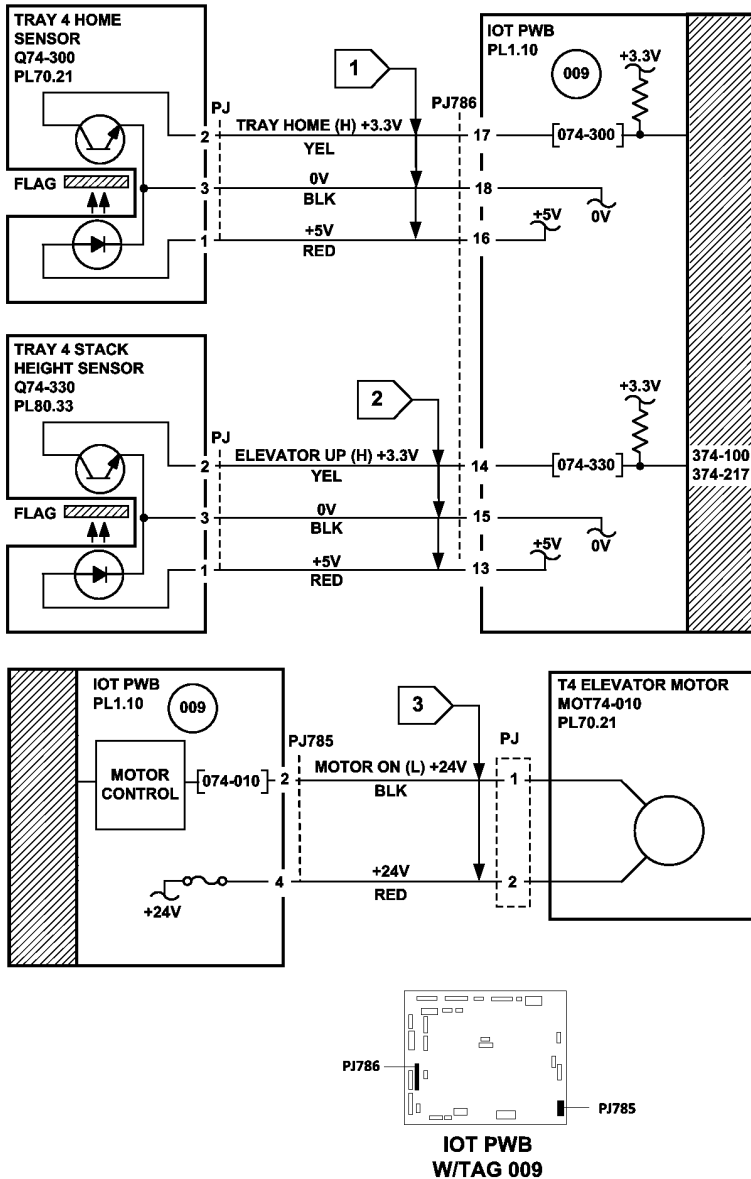 TRAY 4 HOME
SENSOR
Q74-300
PL70.21
FLAG
PJ
2
3
1
TRAY HOME (H) +3.3V
YEL
0V
BLK
+5V
RED
1
PJ786
17
18
16
IOT PWB
PL1.10
009
+3.3V
074-300
+5V
0V
TRAY 4 STACK
HEIGHT SENSOR
Q74-330
PL80.33
FLAG
PJ
2
3
1
ELEVATOR UP (H) +3.3V
YEL
0V
BLK
+5V
RED
2
14
15
13
+3.3V
074-330
+5V
0V
374-100
374-217
IOT PWB
PL1.10
009
MOTOR
CONTROL
074-010
+24V
PJ785
2
4
MOTOR ON (L) +24V
BLK
+24V
RED
3
PJ
1
2
T4 ELEVATOR MOTOR
MOT74-010
PL70.21
PJ786
PJ785
IOT PWB
W/TAG 009